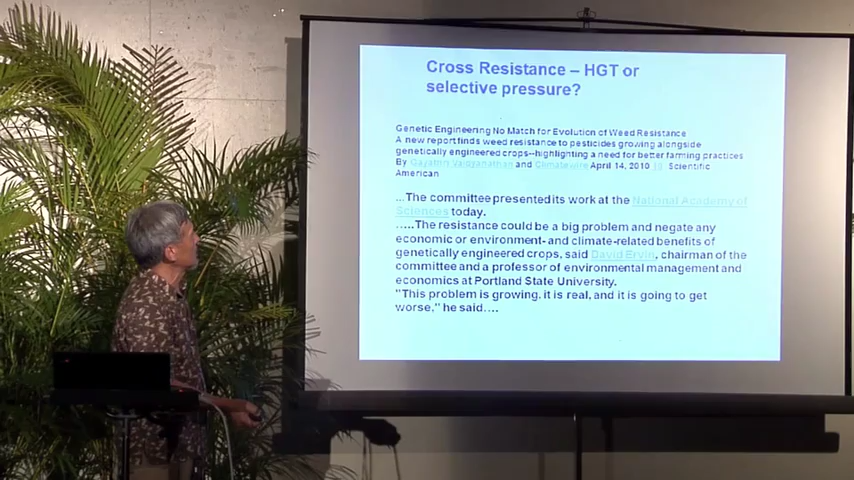 Cross Resistance – HGT or
selective pressure?
Genetic Engineering No Match for Evolution of Weed Resistance
A new report finds weed resistance to pesticides growing alongside
genetically engineered crops--highlighting a need for better farming practices
By Gayathri Vaidyanathan and Climatewire April 14, 2010 Scientific
American
...The committee presented its work at the National Academy of
Sciences today.
.....The resistance could be a big problem and negate any
economic or environment- and climate-related benefits of
genetically engineered crops, said David Ervin, chairman of the
committee and a professor of environmental management and
economics at Portland State University.
"This problem is growing, it is real, and it is going to get
worse," he said....